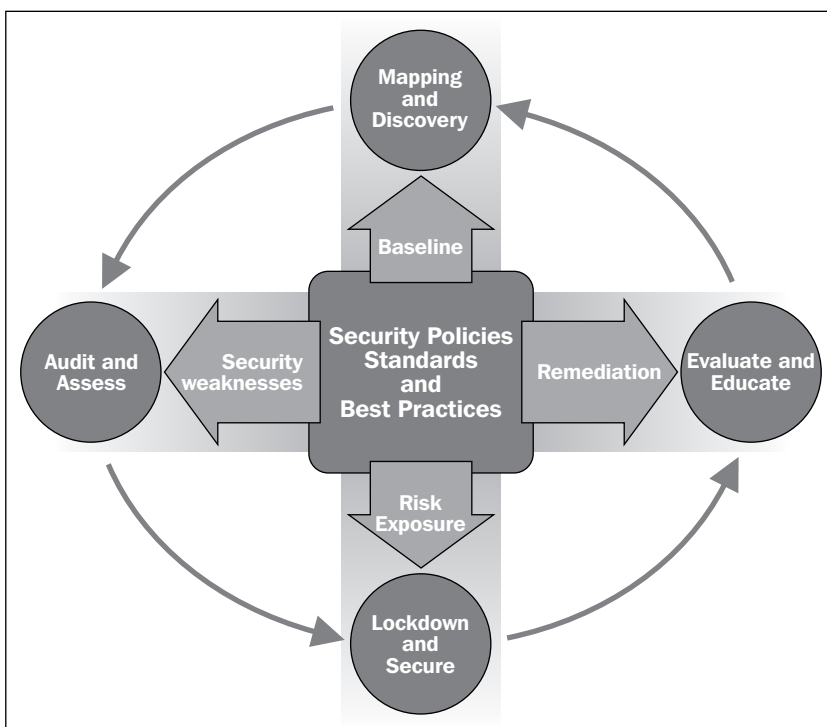 Mapping
and
Discovery
Baseline
Audit and
Assess
Security
weaknesses
Security Policies
Standards
and
Best Practices
Remediation
Evaluate and
Educate
Risk
Exposure
Lockdown
and
Secure